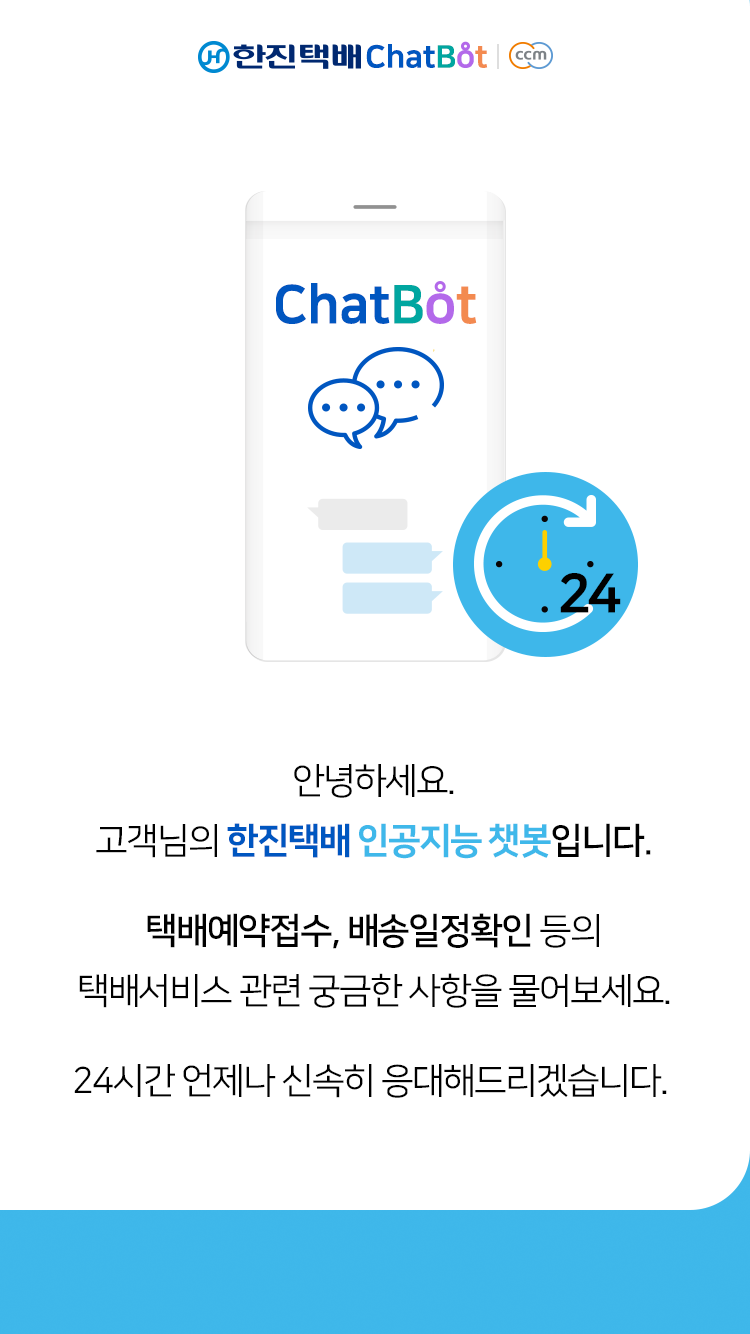 한진택배 ChatBot ccm
ChatBot
24
안녕하세요.
고객님의 한진택배 인공지능 챗봇입니다.
택배예약접수, 배송일정확인 등의
택배서비스 관련 궁금한 사항을 물어보세요.
24시간 언제나 신속히 응대해드리겠습니다.